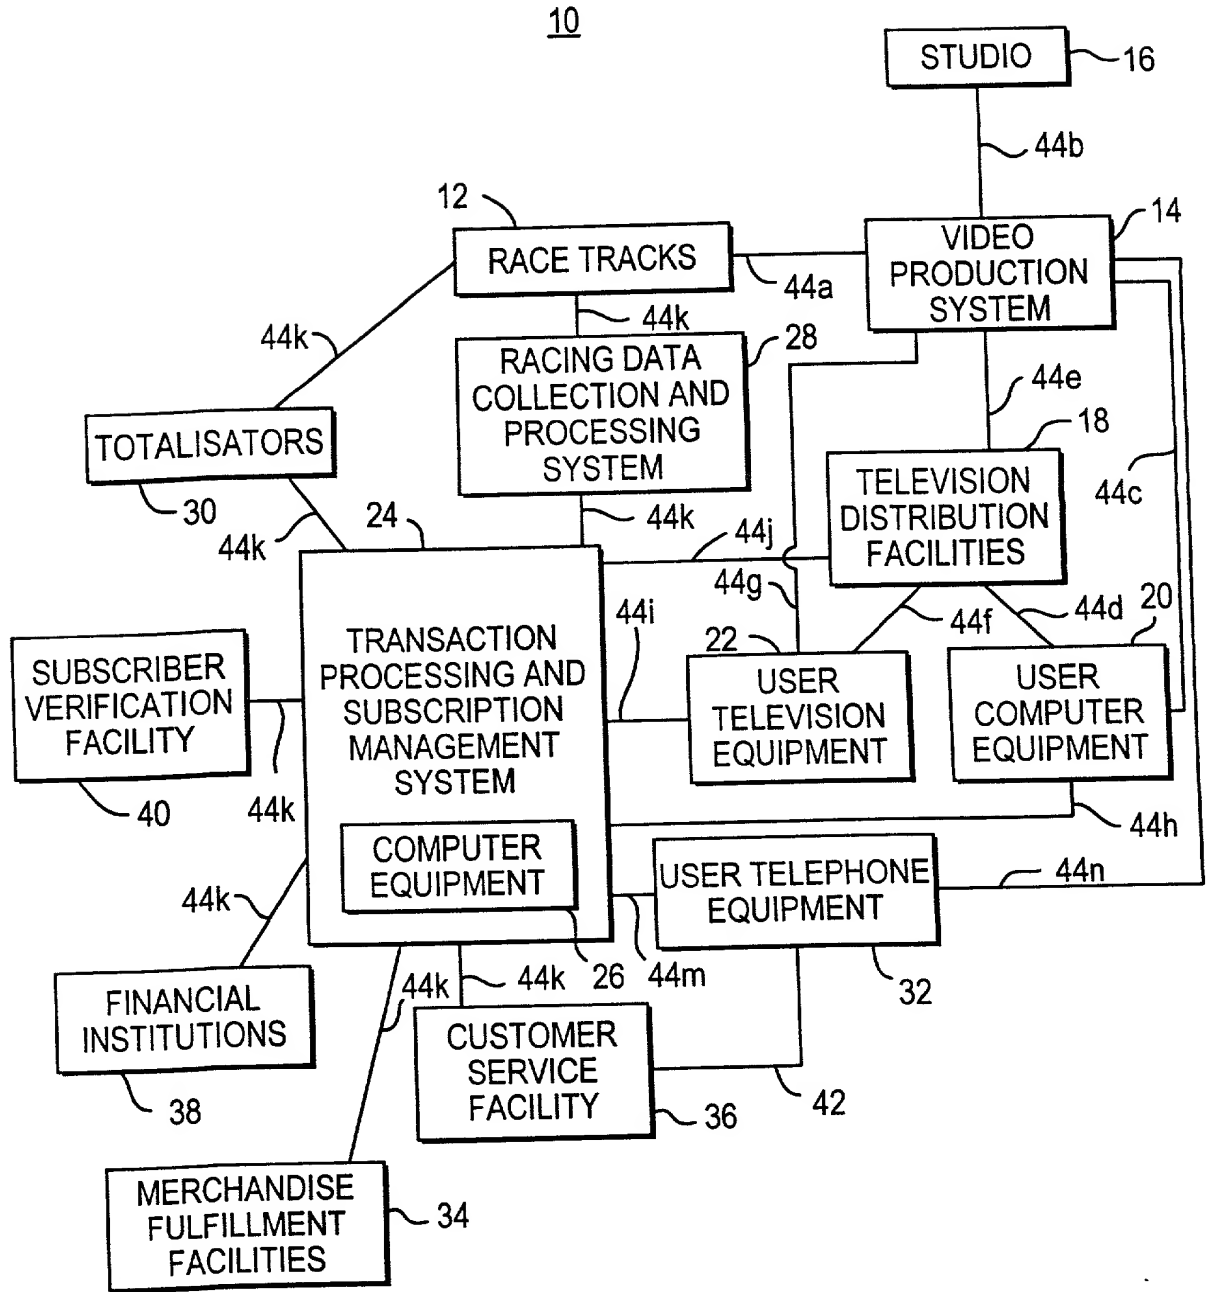 10
STUDIO
16
44b
12
14
RACE TRACKS
44a
VIDEO
PRODUCTION
SYSTEM
44k
44k
28
RACING DATA
COLLECTION AND
PROCESSING
SYSTEM
44e
18
44c
TOTALISATORS
30
44k
24
44k
44j
TELEVISION
DISTRIBUTION
FACILITIES
44g
44f
44d
20
44i
22
SUBSCRIBER
VERIFICATION
FACILITY
40
44k
TRANSACTION
PROCESSING AND
SUBSCRIPTION
MANAGEMENT
SYSTEM
USER
TELEVISION
EQUIPMENT
USER
COMPUTER
EQUIPMENT
44h
COMPUTER
EQUIPMENT
26
USER TELEPHONE
EQUIPMENT
44n
44m
32
44k
44k
44k
FINANCIAL
INSTITUTIONS
38
CUSTOMER
SERVICE
FACILITY
36
42
MERCHANDISE
FULFILLMENT
FACILITIES
34